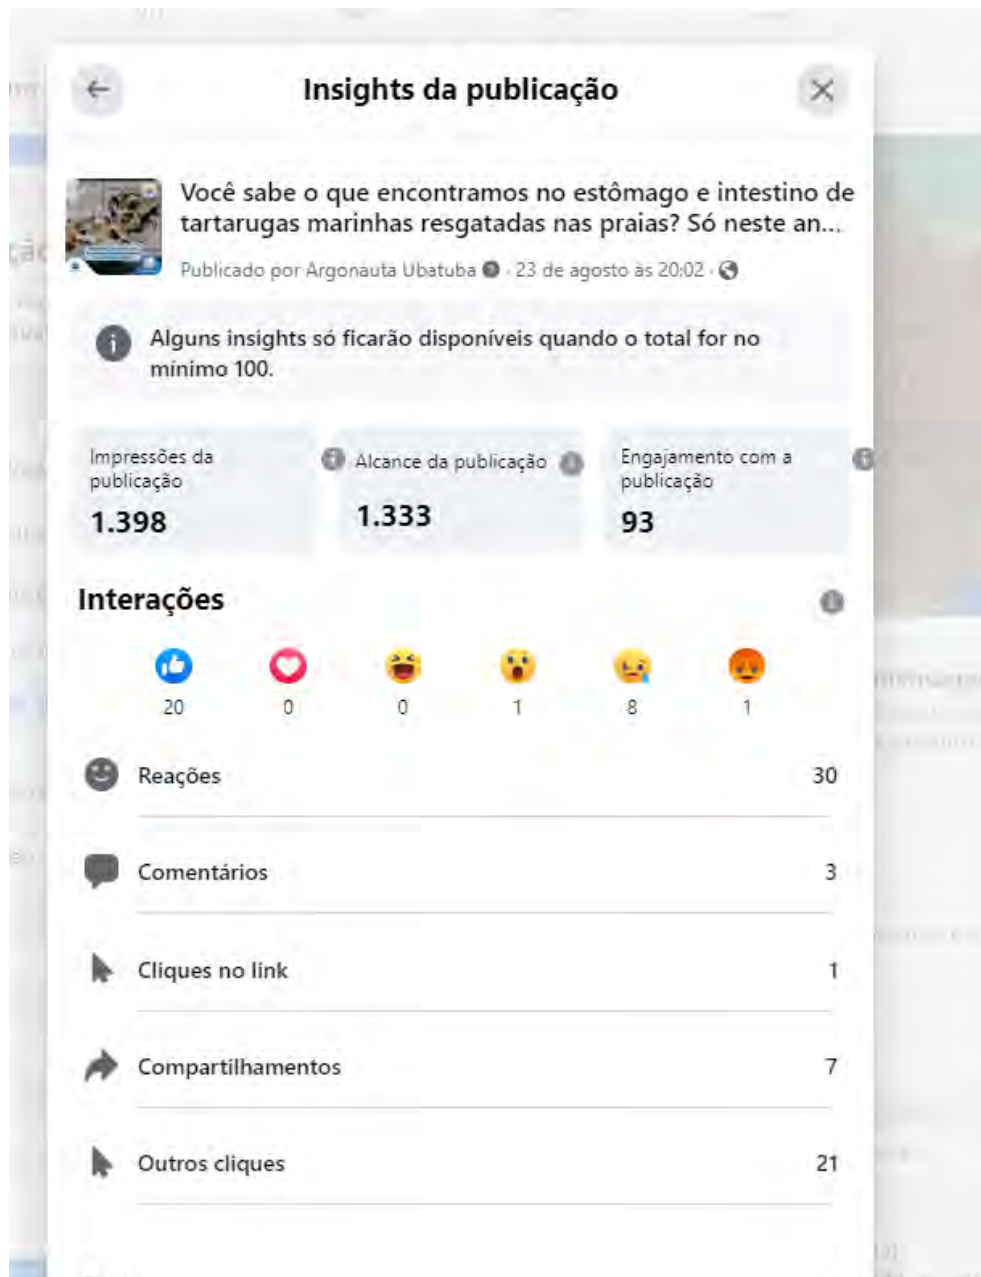 Insights da publicação
Você sabe o que encontramos no estômago e intestino de
tartarugas marinhas resgatadas nas praias? Só neste an...
Publicado por Argonauta Ubatuba · 23 de agosto às 20:02 ·
Alguns insights só ficarão disponíveis quando o total for no
mínimo 100.
Impressões da
publicação
1.398
Alcance da publicação
1.333
Engajamento com a
publicação
93
Interações
20 0 0 1 8 1
Reações 30
Comentários 3
Cliques no link 1
Compartilhamentos 7
Outros cliques 21